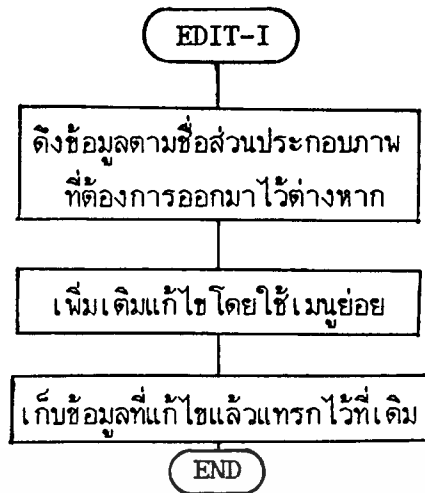 EDIT-I
ดึงข้อมูลตามชื่อส่วนประกอบภาพ
ที่ต้องการออกมาไว้ต่างหาก
เพิ่มเติมแก้ไขโดยใช้เมนูย่อย
เก็บข้อมูลที่แก้ไขแล้วแทรกไว้ที่เดิม
END